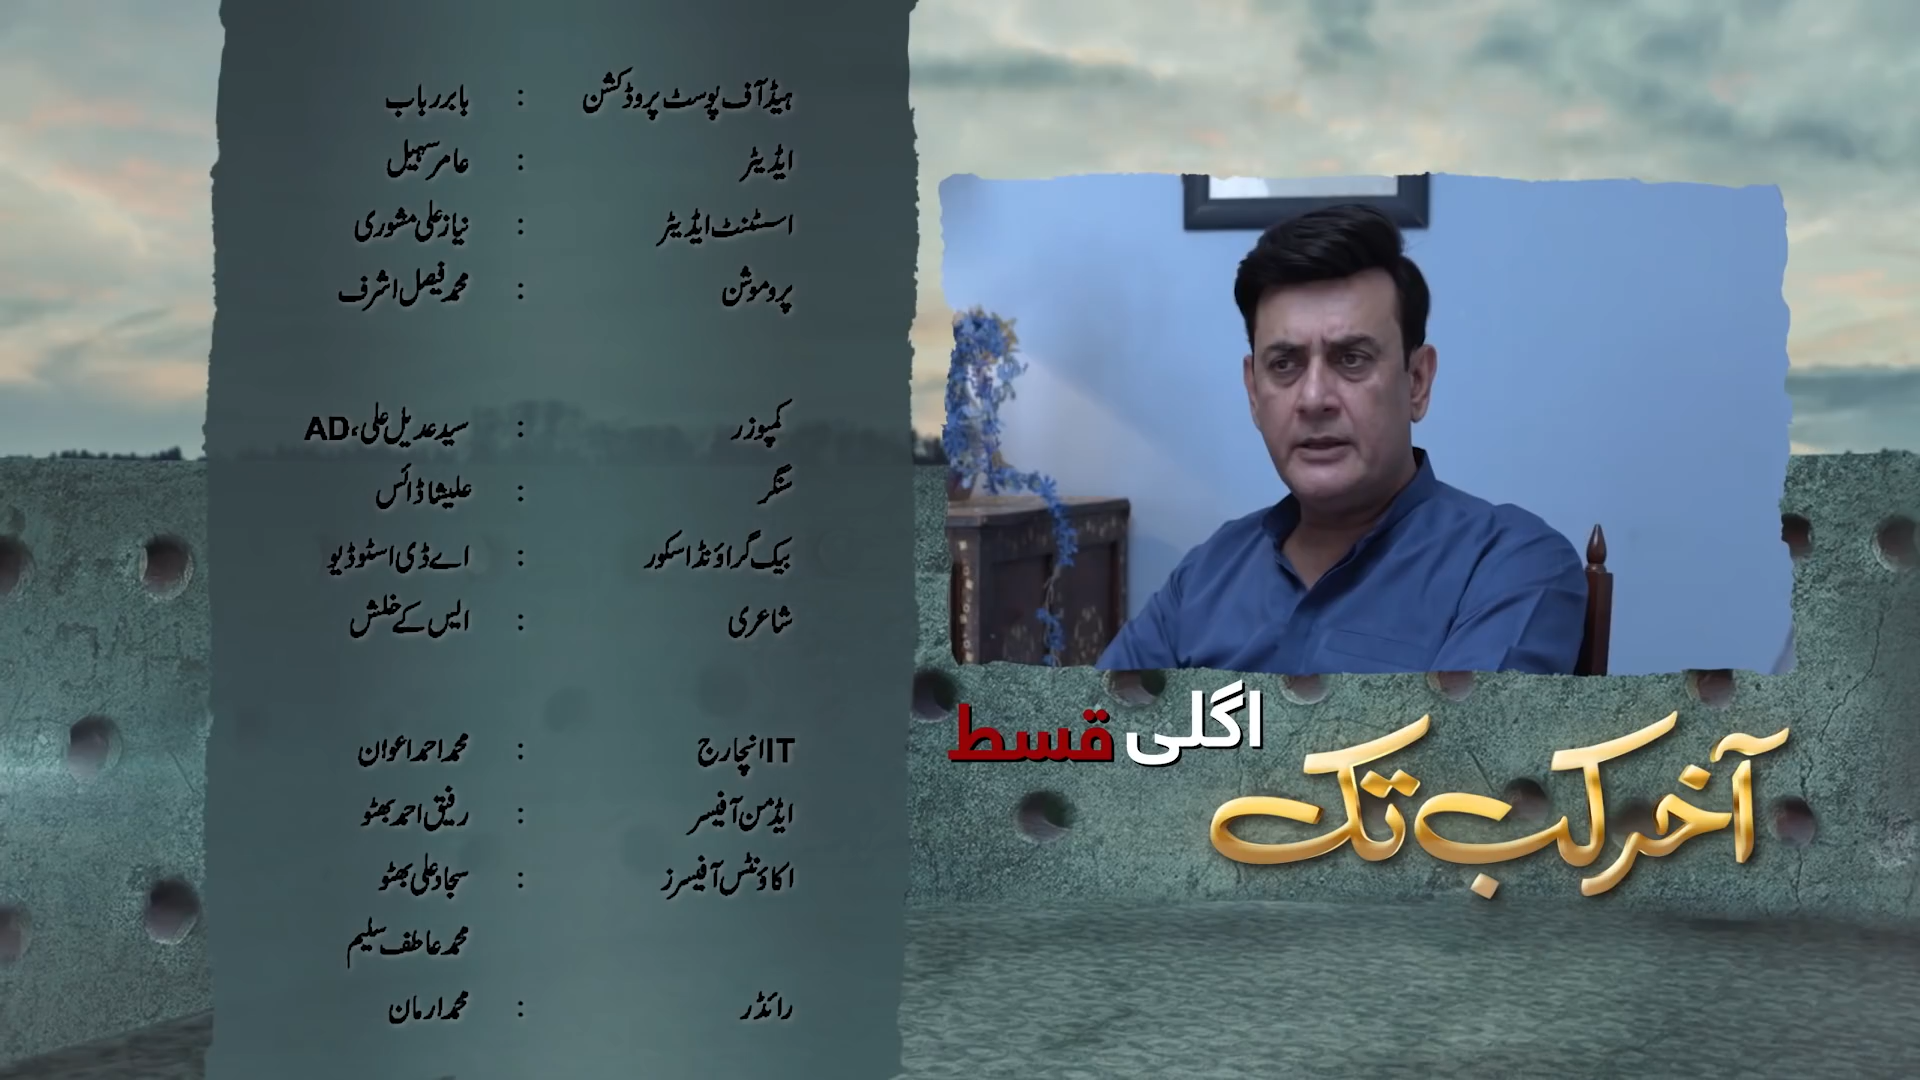 ہیڈ آف پوسٹ پروڈکشن : بابر رباب
ایڈیٹر : عامر سہیل
اسسٹنٹ ایڈیٹر : نیاز علی مشوری
پروموشن : محمد فیصل اشرف
کمپوزر : سید عدیل علی، AD
سنگر : علیشا ڈائس
بیک گراؤنڈ اسکور : اے ڈی اسٹوڈیو
شاعری : ایس کے خلش
IT انچارج : محمد احمد اعوان
ایڈمن آفیسر : رفیق احمد بھٹو
اکاؤنٹس آفیسرز : سجاد علی بھٹو
محمد عاطف سلیم
رائڈر : محمد ارمان
اگلی قسط
آخر کب تک